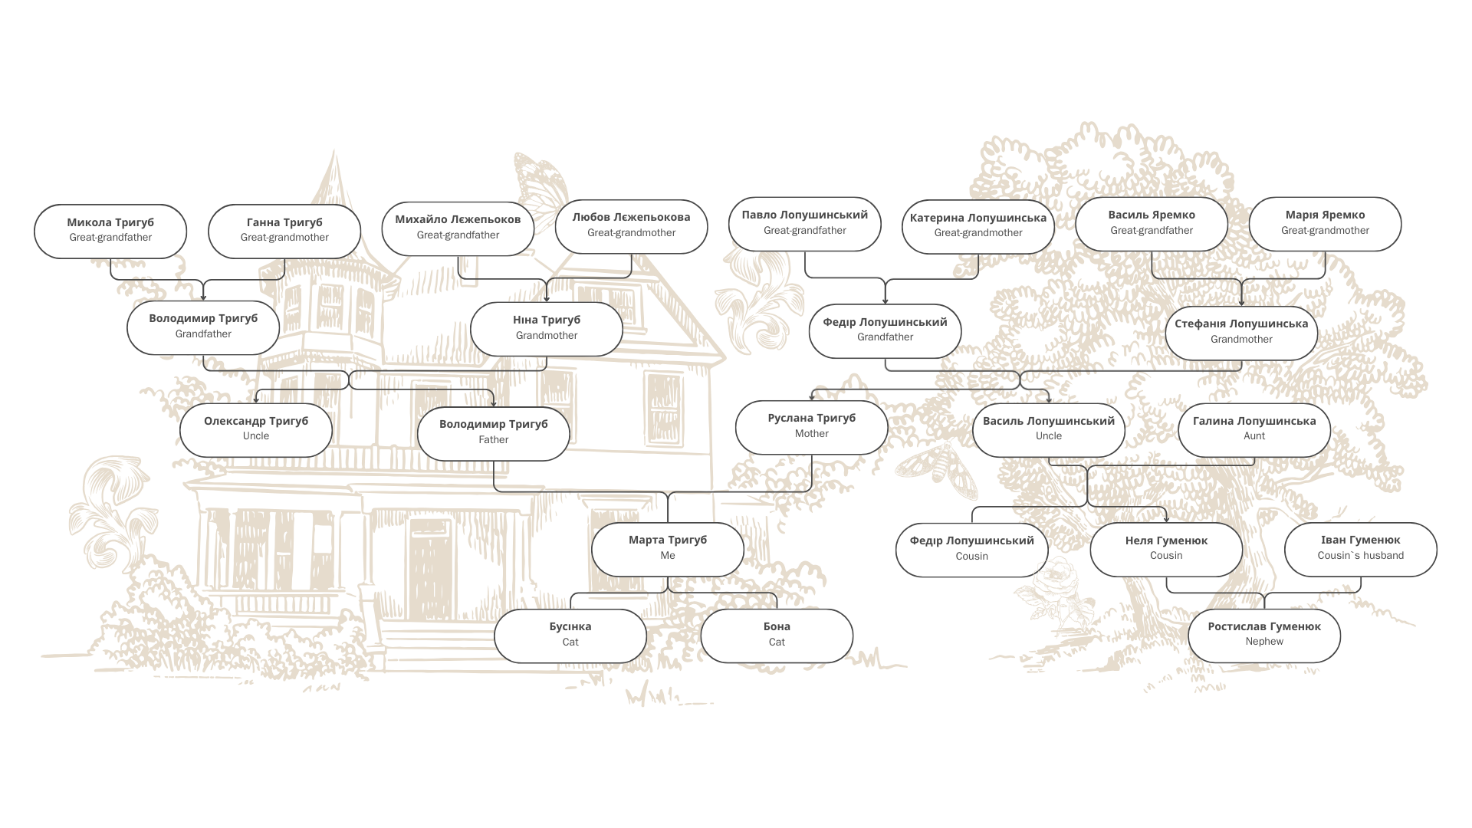 Микола Тригуб
Great-grandfather
Ганна Тригуб
Great-grandmother
Михайло Лєжепьоков
Great-grandfather
Любов Лєжепьокова
Great-grandmother
Павло Лопушинський
Great-grandfather
Катерина Лопушинська
Great-grandmother
Василь Яремко
Great-grandfather
Марія Яремко
Great-grandmother
Володимир Тригуб
Grandfather
Ніна Тригуб
Grandmother
Федір Лопушинський
Grandfather
Стефанія Лопушинська
Grandmother
Олександр Тригуб
Uncle
Володимир Тригуб
Father
Руслана Тригуб
Mother
Василь Лопушинський
Uncle
Галина Лопушинська
Aunt
Марта Тригуб
Me
Федір Лопушинський
Cousin
Неля Гуменюк
Cousin
Іван Гуменюк
Cousin`s husband
Бусінка
Cat
Бона
Cat
Ростислав Гуменюк
Nephew